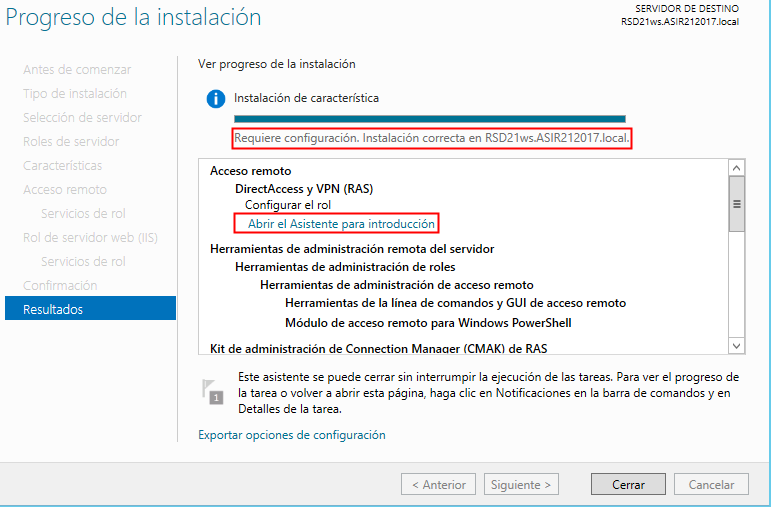 Progreso de la instalación
SERVIDOR DE DESTINO
RSD21ws.ASIR212017.local
Antes de comenzar
Tipo de instalación
Selección de servidor
Roles de servidor
Características
Acceso remoto
Servicios de rol
Rol de servidor web (IIS)
Servicios de rol
Confirmación
Resultados
Ver progreso de la instalación
Instalación de característica
Requiere configuración. Instalación correcta en RSD21ws.ASIR212017.local.
Acceso remoto
DirectAccess y VPN (RAS)
Configurar el rol
Abrir el Asistente para introducción
Herramientas de administración remota del servidor
Herramientas de administración de roles
Herramientas de administración de acceso remoto
Herramientas de la línea de comandos y GUI de acceso remoto
Módulo de acceso remoto para Windows PowerShell
Kit de administración de Connection Manager (CMAK) de RAS
1
Este asistente se puede cerrar sin interrumpir la ejecución de las tareas. Para ver el progreso de
la tarea o volver a abrir esta página, haga clic en Notificaciones en la barra de comandos y en
Detalles de la tarea.
Exportar opciones de configuración
< Anterior
Siguiente >
Cerrar
Cancelar